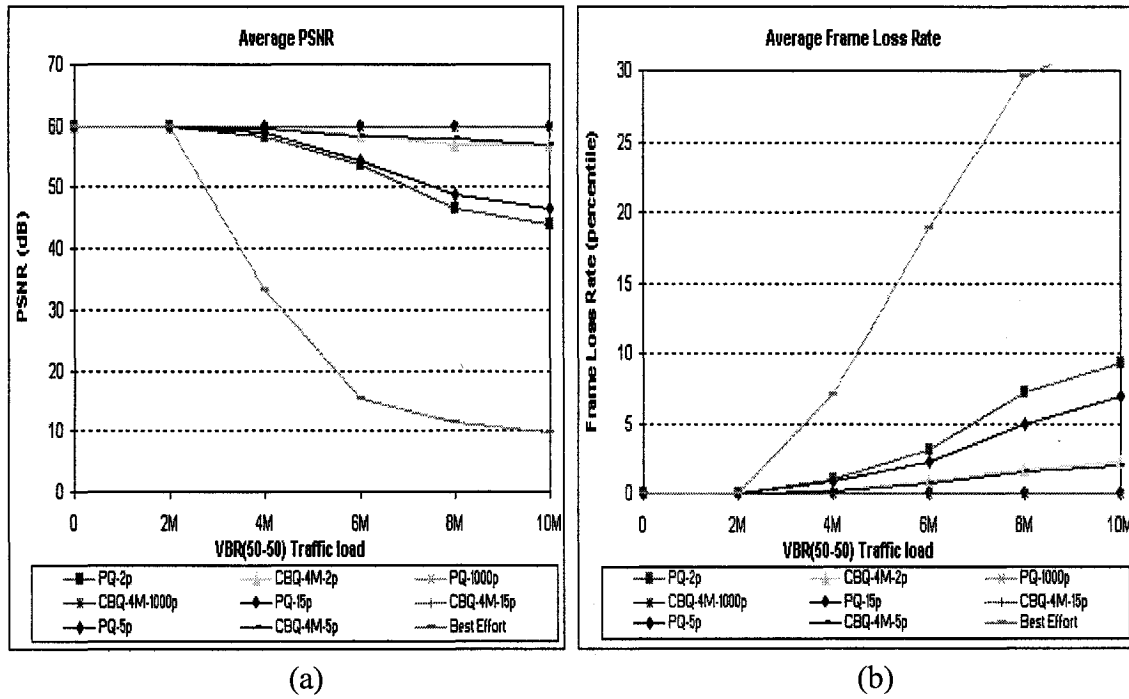 Average PSNR
PSNR (dB)
70
60
50
40
30
20
10
0
0 2M 4M 6M 8M 10M
VBR(50-50) Traffic load
PQ-2p CBQ-4M-2p PQ-1000p
CBQ-4M-1000p PQ-15p CBQ-4M-15p
PQ-5p CBQ-4M-5p Best Effort
(a)
Average Frame Loss Rate
Frame Loss Rate (percentile)
30
25
20
15
10
5
0
0 2M 4M 6M 8M 10M
VBR(50-50) Traffic load
PQ-2p CBQ-4M-2p PQ-1000p
CBQ-4M-1000p PQ-15p CBQ-4M-15p
PQ-5p CBQ-4M-5p Best Effort
(b)